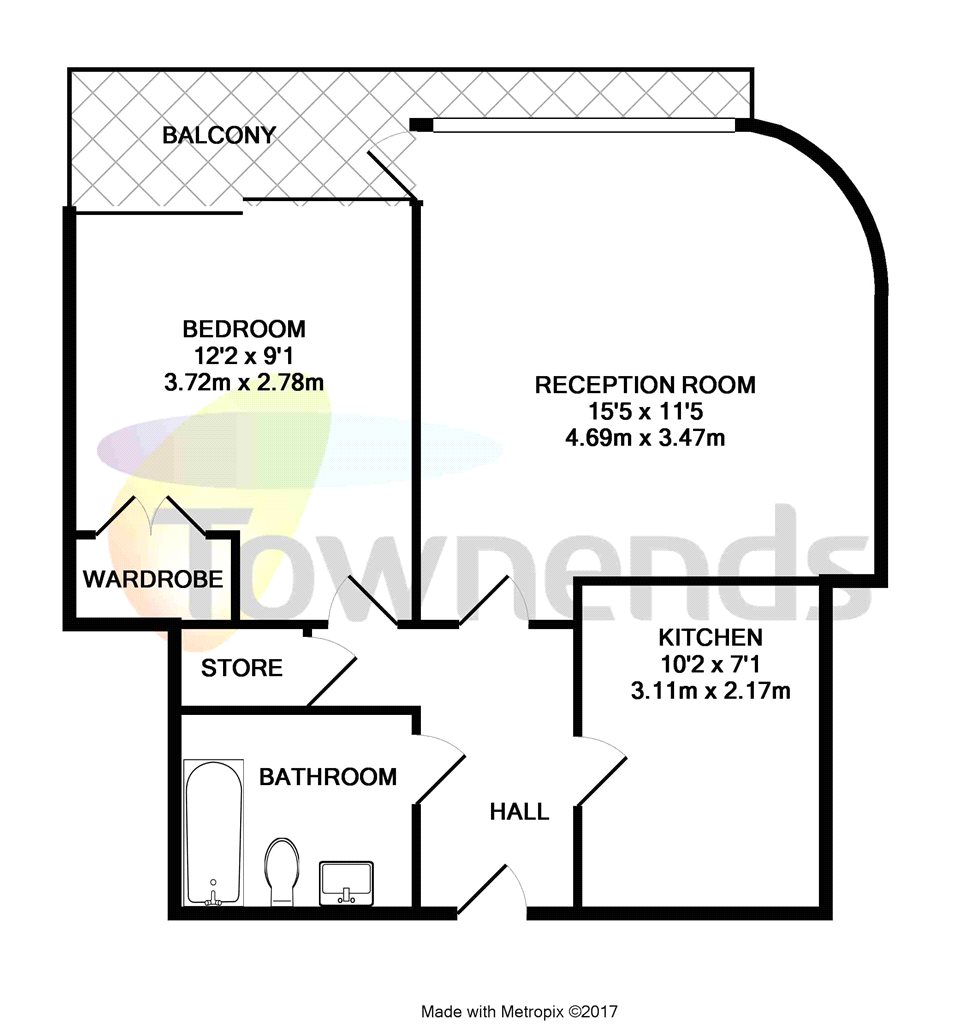 BALCONY
BEDROOM
12'2 x 9'1
3.72m x 2.78m
RECEPTION ROOM
15'5 x 11'5
4.69m x 3.47m
Townends
WARDROBE
STORE
KITCHEN
10'2 x 7'1
3.11m x 2.17m
BATHROOM
HALL
Made with Metropix ©2017